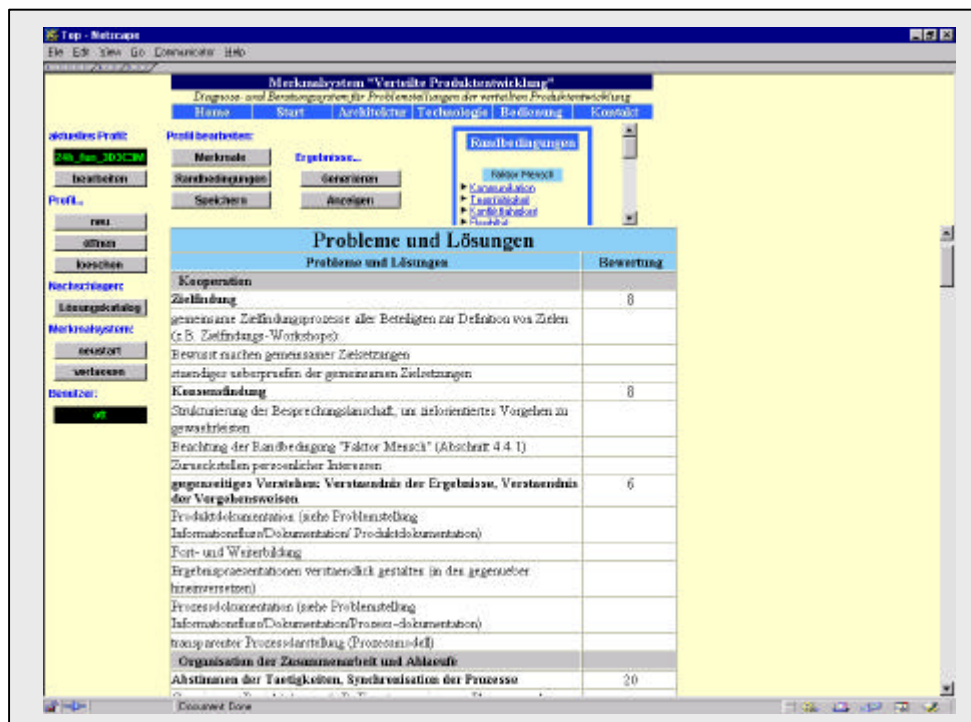 Top - Netscape
File Edit View Go Communicator Help
Merkmalsystem "Verteilte Produktentwicklung"
Diagnose- und Beratungssystem für Problemstellungen der verteilten Produktentwicklung
Home Start Architektur Technologie Bedienung Kontakt
aktuelles Profil:
bearbeiten
Profil...
neu
öffnen
loeschen
Nachschlagen:
Lösungskatalog
Merkmalsystem:
neustart
verlassen
Benutzer:
Profil bearbeiten:
Merkmale
Randbedingungen
Speichern
Ergebnisse...
Generieren
Anzeigen
Randbedingungen
Faktor Mensch
Kommunikation
Teamfähigkeit
Konfliktfähigkeit
Probleme und Lösungen
Probleme und Lösungen Bewertung
Kooperation
Zielfindung 8
gemeinsame Zielfindungsprozesse aller Beteiligten zur Definition von Zielen
(z.B. Zielfindungs-Workshops)
Bewusst machen gemeinsamer Zielsetzungen
staendiges ueberpruefen der gemeinsamen Zielsetzungen
Konsensfindung 8
Strukturierung der Besprechungslanschaft, um zielorientiertes Vorgehen zu
gewaehrleisten
Beachtung der Randbedingung "Faktor Mensch" (Abschnitt 4.4.1)
Zurueckstellen persoenlicher Interessen
gegenseitiges Verstehen: Verstaendnis der Ergebnisse, Verstaendnis
der Vorgehensweisen 6
Produktdokumentation (siehe Problemstellung
Informationsfluss/Dokumentation/ Produktdokumentation)
Fort- und Weiterbildung
Ergebnispraesentationen verstaendlich gestalten (in den gegenueber
hineinversetzen)
Prozessdokumentation (siehe Problemstellung
Informationsfluss/Dokumentation/Prozess-dokumentation)
transparenter Prozessdarstellung (Prozessmodell)
Organisation der Zusammenarbeit und Ablaeufe
Abstimmen der Taetigkeiten, Synchronisation der Prozesse 20
Document Done